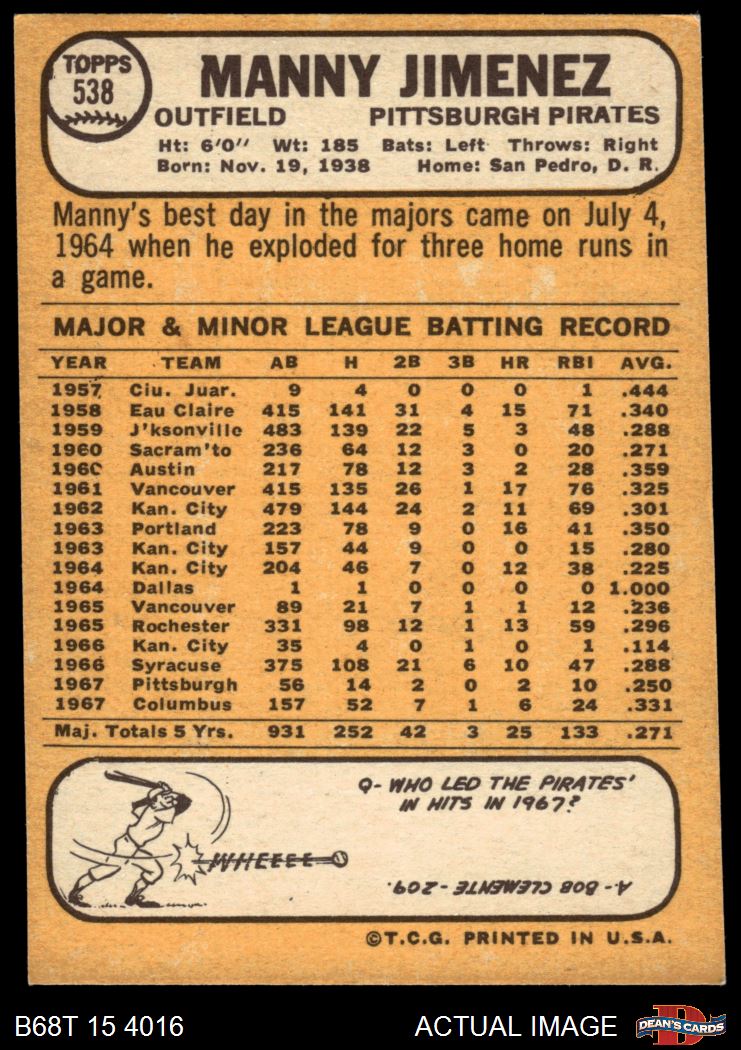 TOPPS
538
MANNY JIMENEZ
OUTFIELD PITTSBURGH PIRATES
Ht: 6'0" Wt: 185 Bats: Left Throws: Right
Born: Nov. 19, 1938 Home: San Pedro, D. R.
Manny's best day in the majors came on July 4,
1964 when he exploded for three home runs in
a game.
MAJOR & MINOR LEAGUE BATTING RECORD
YEAR TEAM AB H 2B 3B HR RBI AVG.
1957 Ciu. Juar. 9 4 0 0 0 1 .444
1958 Eau Claire 415 141 31 4 15 71 .340
1959 J'ksonville 483 139 22 5 3 48 .288
1960 Sacram'to 236 64 12 3 0 20 .271
1960 Austin 217 78 12 3 2 28 .359
1961 Vancouver 415 135 26 1 17 76 .325
1962 Kan. City 479 144 24 2 11 69 .301
1963 Portland 223 78 9 0 16 41 .350
1963 Kan. City 157 44 9 0 0 15 .280
1964 Kan. City 204 46 7 0 12 38 .225
1964 Dallas 1 1 0 0 0 0 1.000
1965 Vancouver 89 21 7 1 1 12 .236
1965 Rochester 331 98 12 1 13 59 .296
1966 Kan. City 35 4 0 1 0 1 .114
1966 Syracuse 375 108 21 6 10 47 .288
1967 Pittsburgh 56 14 2 0 2 10 .250
1967 Columbus 157 52 7 1 6 24 .331
Maj. Totals 5 Yrs. 931 252 42 3 25 133 .271
Q- WHO LED THE PIRATES'
IN HITS IN 1967?
WHEEEE
A- BOB CLEMENTE - 209.
©T.C.G. PRINTED IN U.S.A.
B68T 15 4016 ACTUAL IMAGE
D
DEAN'S CARDS